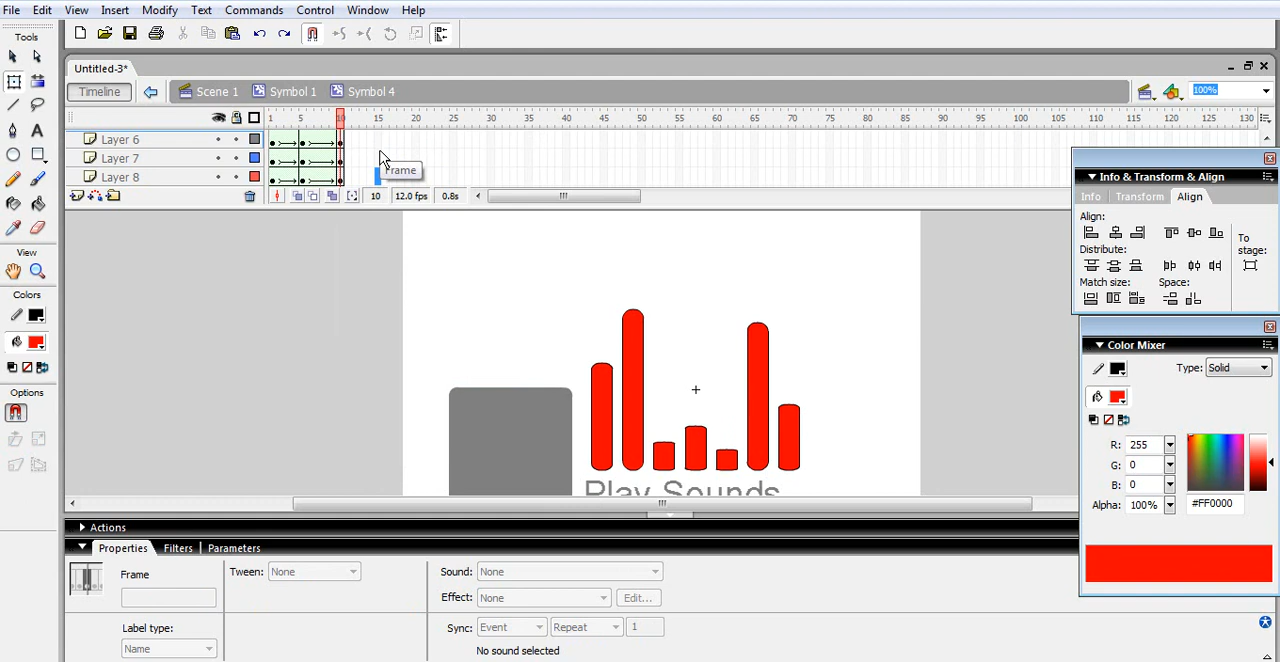 File Edit View Insert Modify Text Commands Control Window Help
Tools
Untitled-3*
Timeline Scene 1 Symbol 1 Symbol 4 100%
1 5 10 15 20 25 30 35 40 45 50 55 60 65 70 75 80 85 90 95 100 105 110 115 120 125 130
Layer 6
Layer 7
Layer 8
Frame
10 12.0 fps 0.8s
View
Colors
Options
Info & Transform & Align
Info Transform Align
Align:
To
stage:
Distribute:
Match size: Space:
Color Mixer
Type: Solid
R: 255
G: 0
B: 0
Alpha: 100% #FF0000
Play Sounds
Actions
Properties Filters Parameters
Frame
Tween: None
Sound: None
Effect: None Edit...
Label type:
Name
Sync: Event Repeat 1
No sound selected